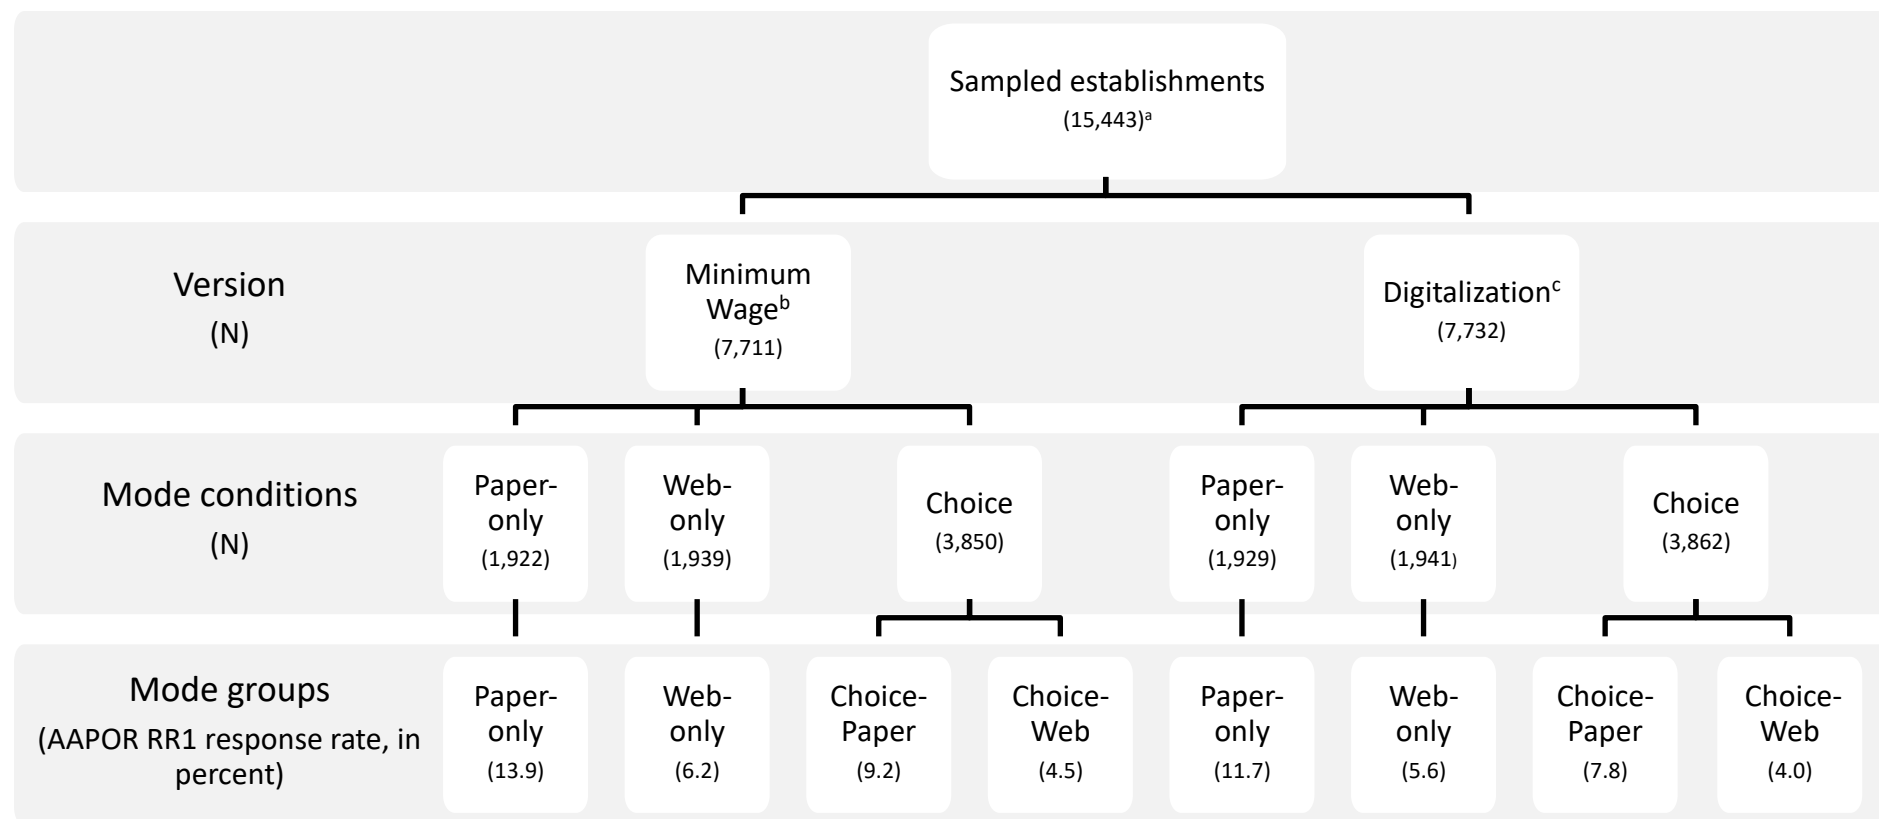 Sampled establishments
(15,443)ᵃ
Version
(N)
Minimum
Wageᵇ
(7,711)
Digitalizationᶜ
(7,732)
Mode conditions
(N)
Paper-
only
(1,922)
Web-
only
(1,939)
Choice
(3,850)
Paper-
only
(1,929)
Web-
only
(1,941)
Choice
(3,862)
Mode groups
(AAPOR RR1 response rate, in
percent)
Paper-
only
(13.9)
Web-
only
(6.2)
Choice-
Paper
(9.2)
Choice-
Web
(4.5)
Paper-
only
(11.7)
Web-
only
(5.6)
Choice-
Paper
(7.8)
Choice-
Web
(4.0)